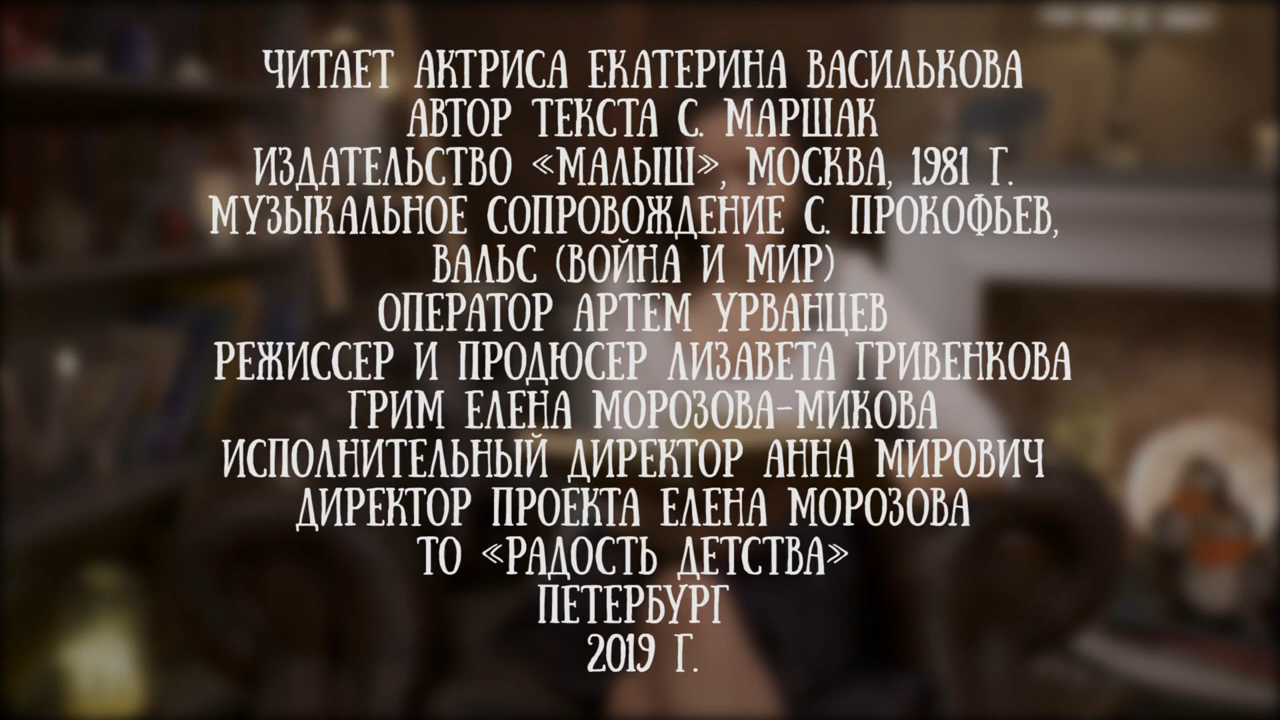 ЧИТАЕТ АКТРИСА ЕКАТЕРИНА ВАСИЛЬКОВА
АВТОР ТЕКСТА С. МАРШАК
ИЗДАТЕЛЬСТВО «МАЛЫШ», МОСКВА, 1981 Г.
МУЗЫКАЛЬНОЕ СОПРОВОЖДЕНИЕ С. ПРОКОФЬЕВ,
ВАЛЬС (ВОЙНА И МИР)
ОПЕРАТОР АРТЕМ УРВАНЦЕВ
РЕЖИССЕР И ПРОДЮСЕР ЛИЗАВЕТА ГРИВЕНКОВА
ГРИМ ЕЛЕНА МОРОЗОВА-МИКОВА
ИСПОЛНИТЕЛЬНЫЙ ДИРЕКТОР АННА МИРОВИЧ
ДИРЕКТОР ПРОЕКТА ЕЛЕНА МОРОЗОВА
ТО «РАДОСТЬ ДЕТСТВА»
ПЕТЕРБУРГ
2019 Г.